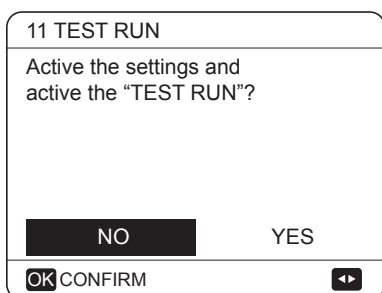 11 TEST RUN
Active the settings and
active the “TEST RUN”?
NO YES
OK CONFIRM